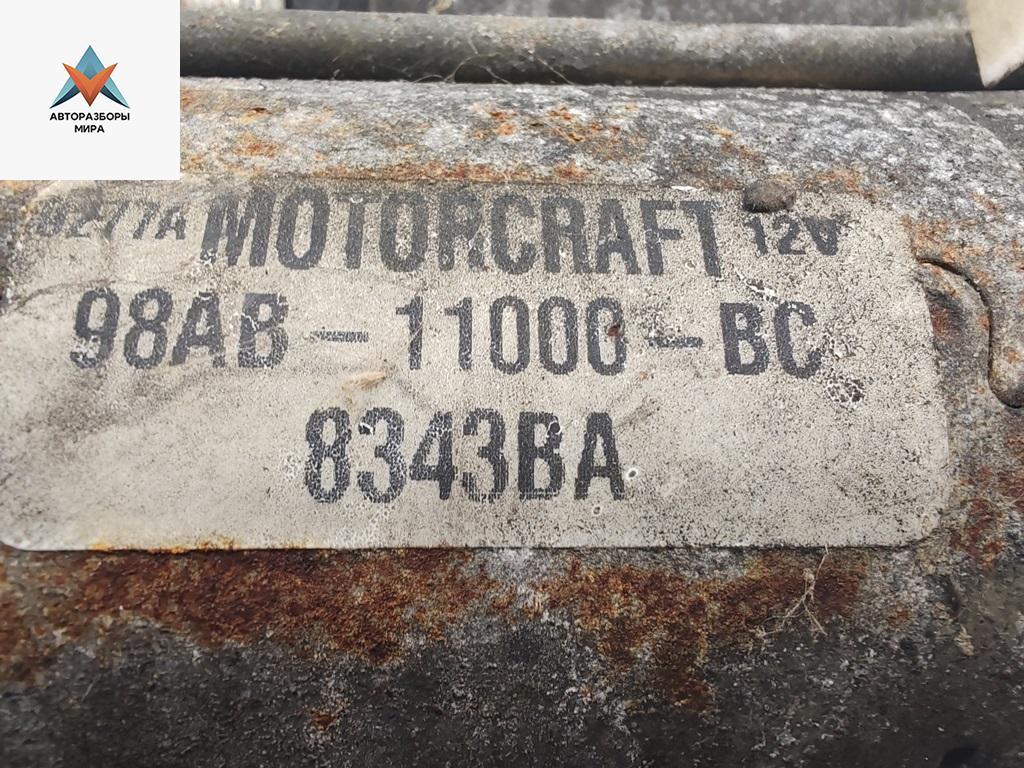 АВТОРАЗБОРЫ
МИРА
MOTORCRAFT 12V
98AB-11000-BC
8343BA